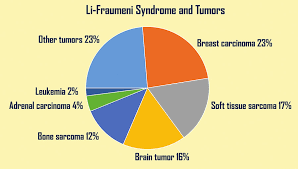 Li-Fraumeni Syndrome and Tumors
Other tumors 23%
Breast carcinoma 23%
Leukemia 2%
Adrenal carcinoma 4%
Soft tissue sarcoma 17%
Bone sarcoma 12%
Brain tumor 16%